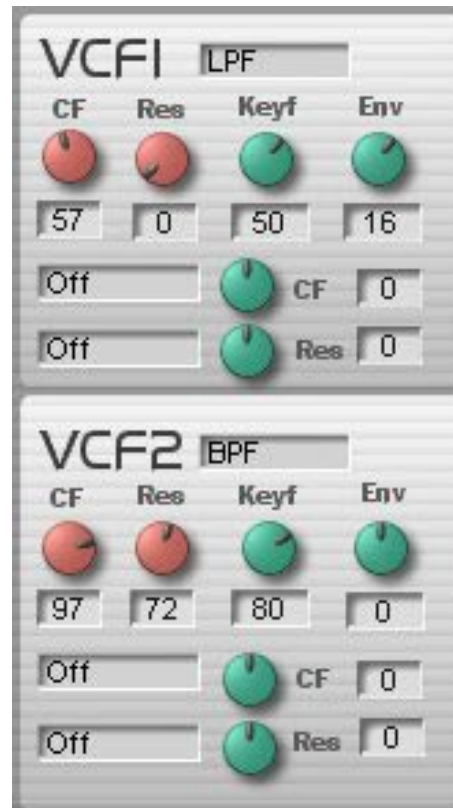 VCF1 LPF
CF Res Keyf Env
57 0 50 16
Off CF 0
Off Res 0
VCF2 BPF
CF Res Keyf Env
97 72 80 0
Off CF 0
Off Res 0